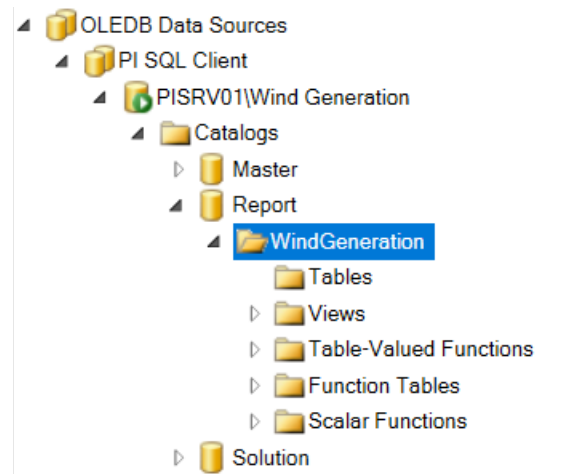 OLEDB Data Sources
PI SQL Client
PISRV01\Wind Generation
Catalogs
Master
Report
WindGeneration
Tables
Views
Table-Valued Functions
Function Tables
Scalar Functions
Solution